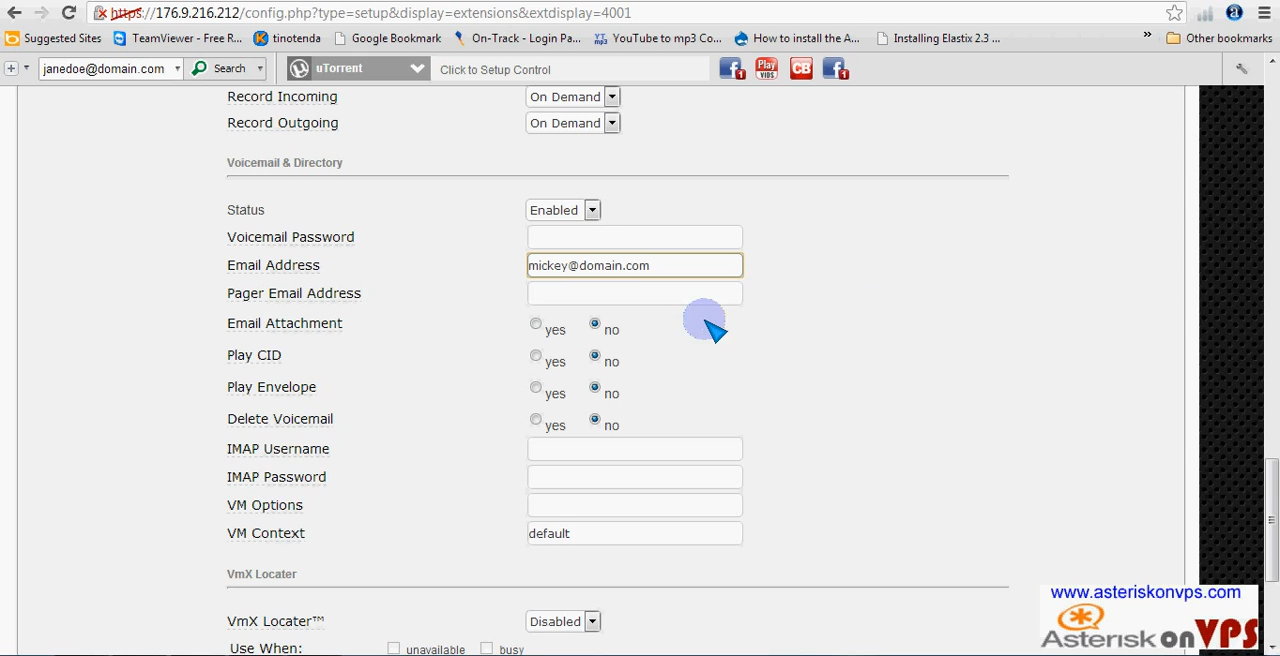 https://176.9.216.212/config.php?type=setup&display=extensions&extdisplay=4001
Suggested Sites TeamViewer - Free R... tinotenda Google Bookmark On-Track - Login Pa... YouTube to mp3 Co... How to install the A... Installing Elastix 2.3 ... » Other bookmarks
janedoe@domain.com Search uTorrent Click to Setup Control 1 Play VIDS CB 1
Record Incoming On Demand
Record Outgoing On Demand
Voicemail & Directory
Status Enabled
Voicemail Password
Email Address mickey@domain.com
Pager Email Address
Email Attachment yes no
Play CID yes no
Play Envelope yes no
Delete Voicemail yes no
IMAP Username
IMAP Password
VM Options
VM Context default
VmX Locater
VmX Locater™ Disabled
Use When: unavailable busy
www.asteriskonvps.com
Asterisk on VPS